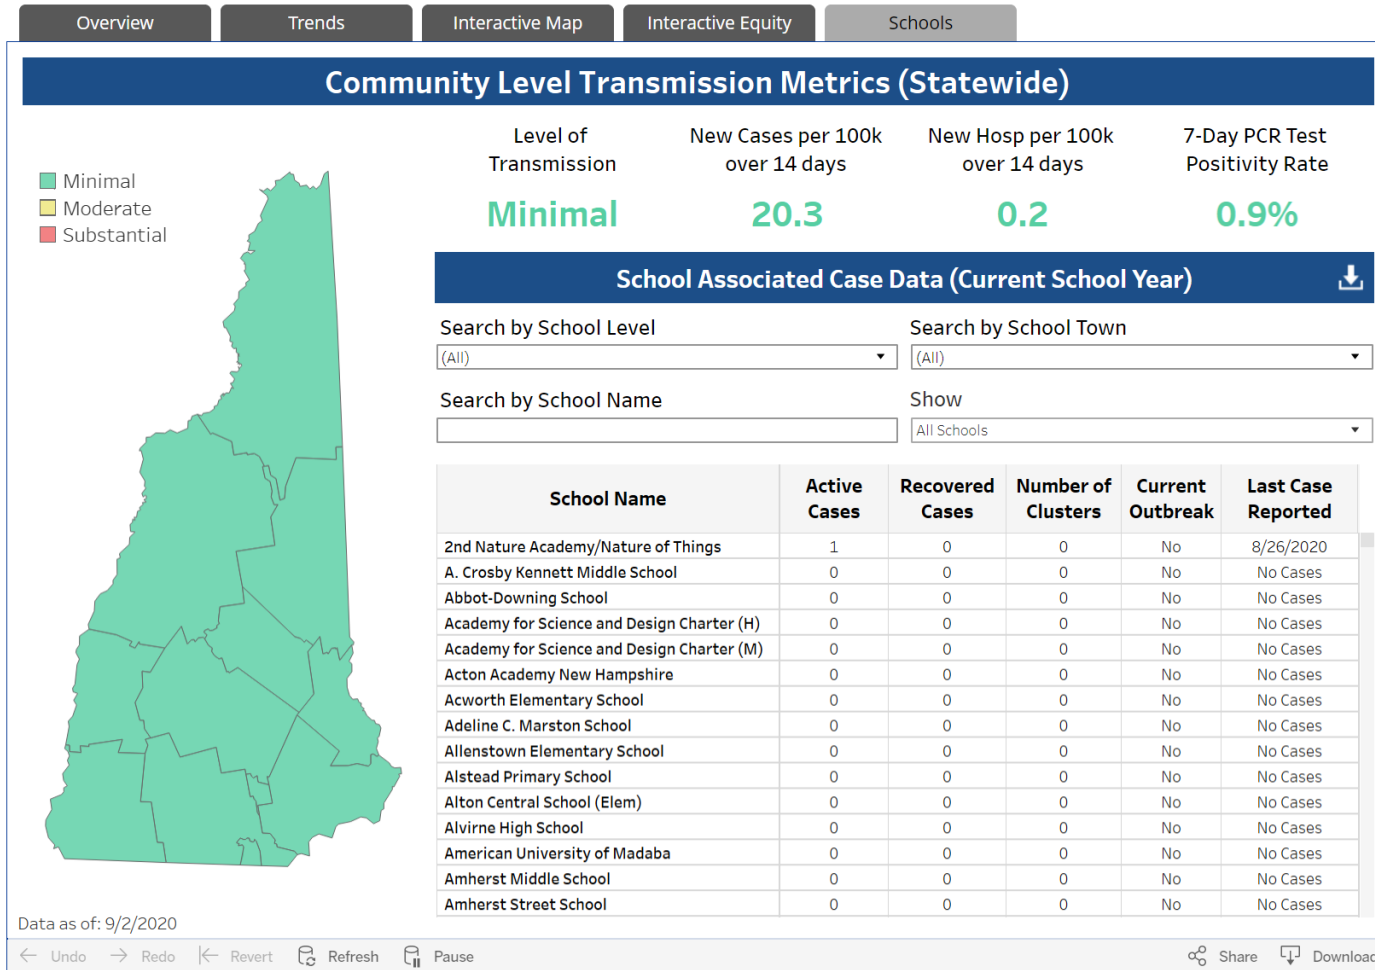 Overview Trends Interactive Map Interactive Equity Schools
Community Level Transmission Metrics (Statewide)
Minimal
Moderate
Substantial
Level of
Transmission
Minimal
New Cases per 100k
over 14 days
20.3
New Hosp per 100k
over 14 days
0.2
7-Day PCR Test
Positivity Rate
0.9%
School Associated Case Data (Current School Year)
Search by School Level
(All)
Search by School Town
(All)
Search by School Name
Show
All Schools
School Name
Active
Cases
Recovered
Cases
Number of
Clusters
Current
Outbreak
Last Case
Reported
2nd Nature Academy/Nature of Things 1 0 0 No 8/26/2020
A. Crosby Kennett Middle School 0 0 0 No No Cases
Abbot-Downing School 0 0 0 No No Cases
Academy for Science and Design Charter (H) 0 0 0 No No Cases
Academy for Science and Design Charter (M) 0 0 0 No No Cases
Acton Academy New Hampshire 0 0 0 No No Cases
Acworth Elementary School 0 0 0 No No Cases
Adeline C. Marston School 0 0 0 No No Cases
Allenstown Elementary School 0 0 0 No No Cases
Alstead Primary School 0 0 0 No No Cases
Alton Central School (Elem) 0 0 0 No No Cases
Alvirne High School 0 0 0 No No Cases
American University of Madaba 0 0 0 No No Cases
Amherst Middle School 0 0 0 No No Cases
Amherst Street School 0 0 0 No No Cases
Data as of: 9/2/2020
Undo Redo Revert Refresh Pause Share Download